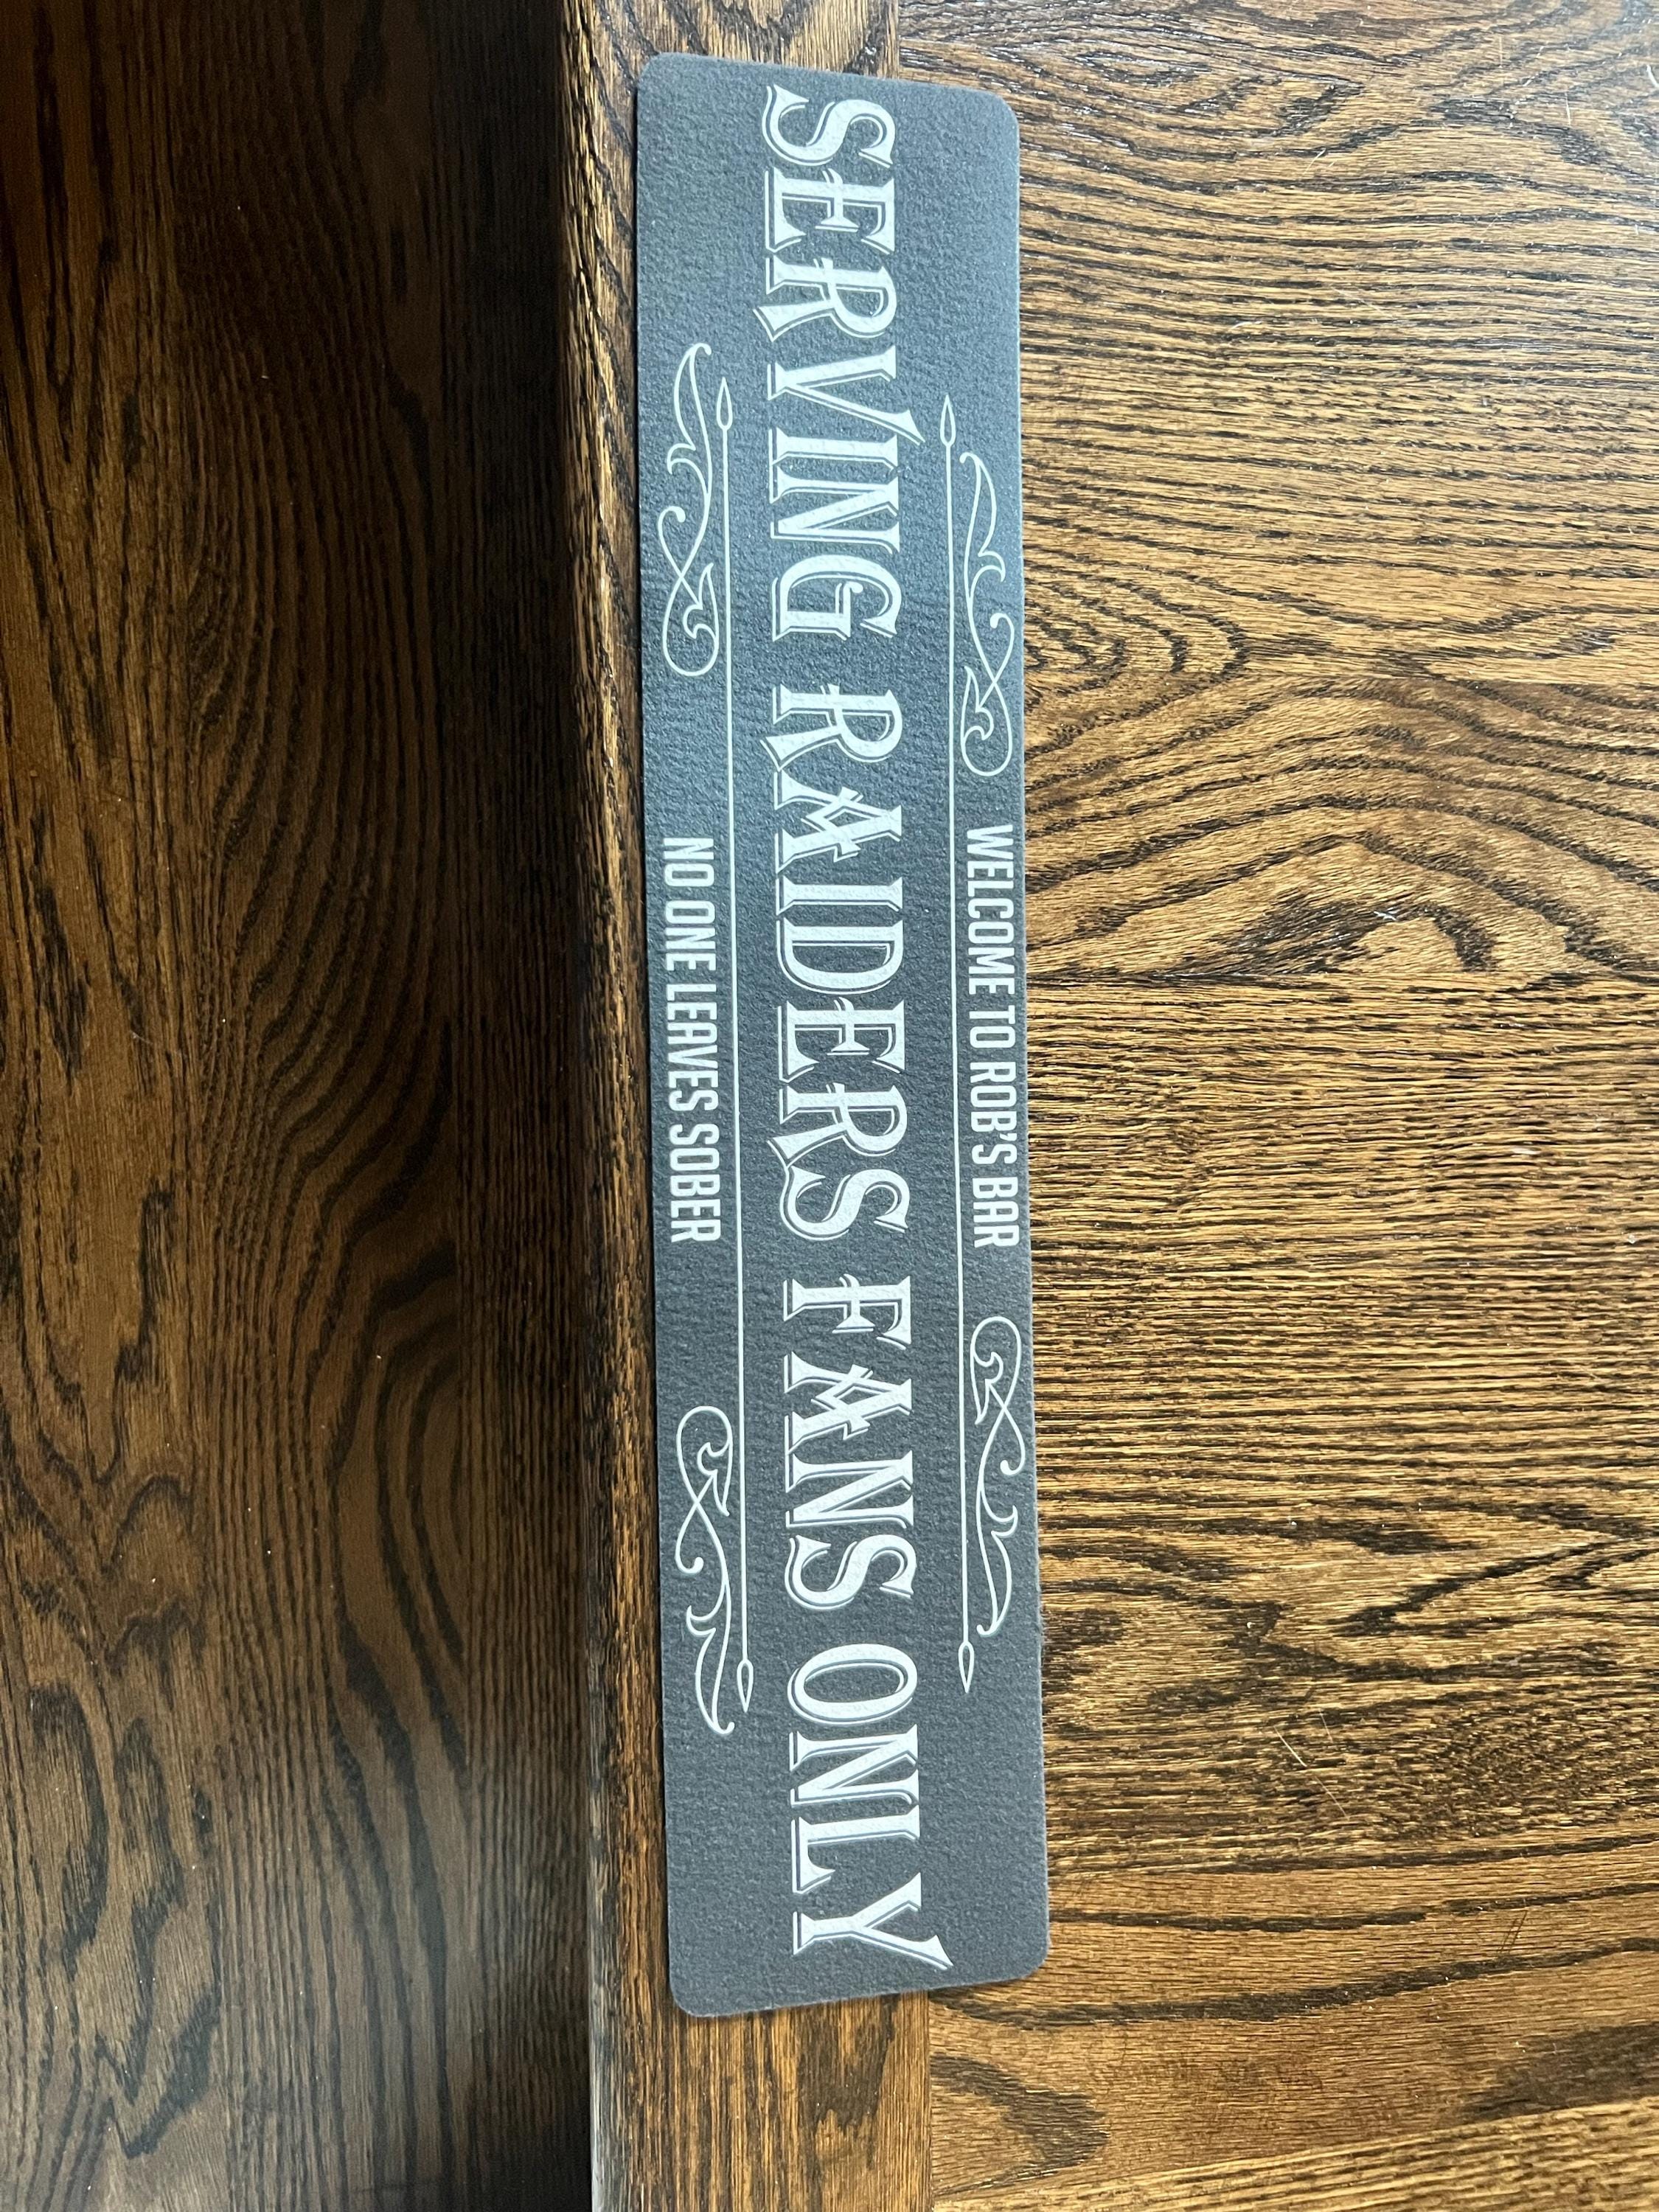 WELCOME TO ROB'S BAR
SERVING RAIDERS FANS ONLY
NO ONE LEAVES SOBER